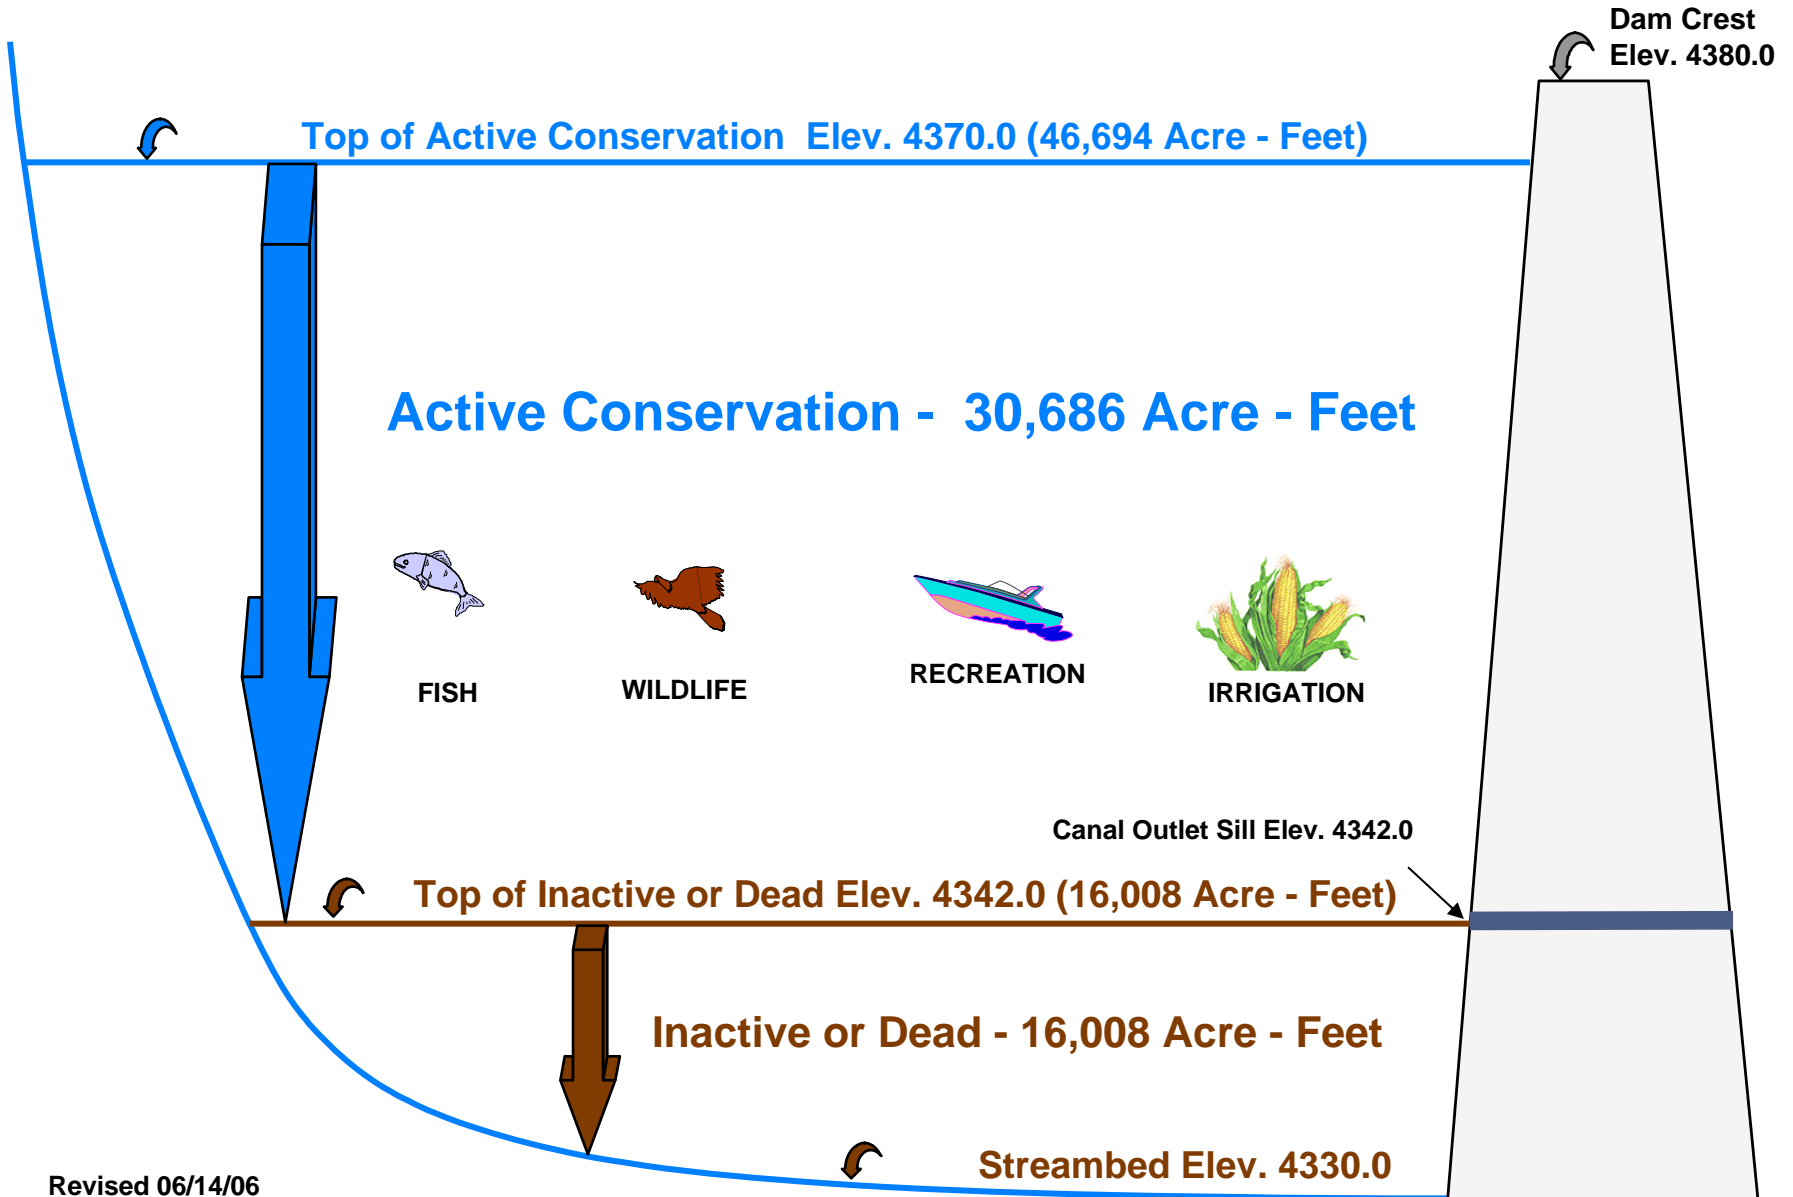 Dam Crest
Elev. 4380.0
Top of Active Conservation  Elev. 4370.0 (46,694 Acre - Feet)
Active Conservation -  30,686 Acre - Feet
FISH
WILDLIFE
RECREATION
IRRIGATION
Canal Outlet Sill Elev. 4342.0
Top of Inactive or Dead Elev. 4342.0 (16,008 Acre - Feet)
Inactive or Dead - 16,008 Acre - Feet
Streambed Elev. 4330.0
Revised 06/14/06